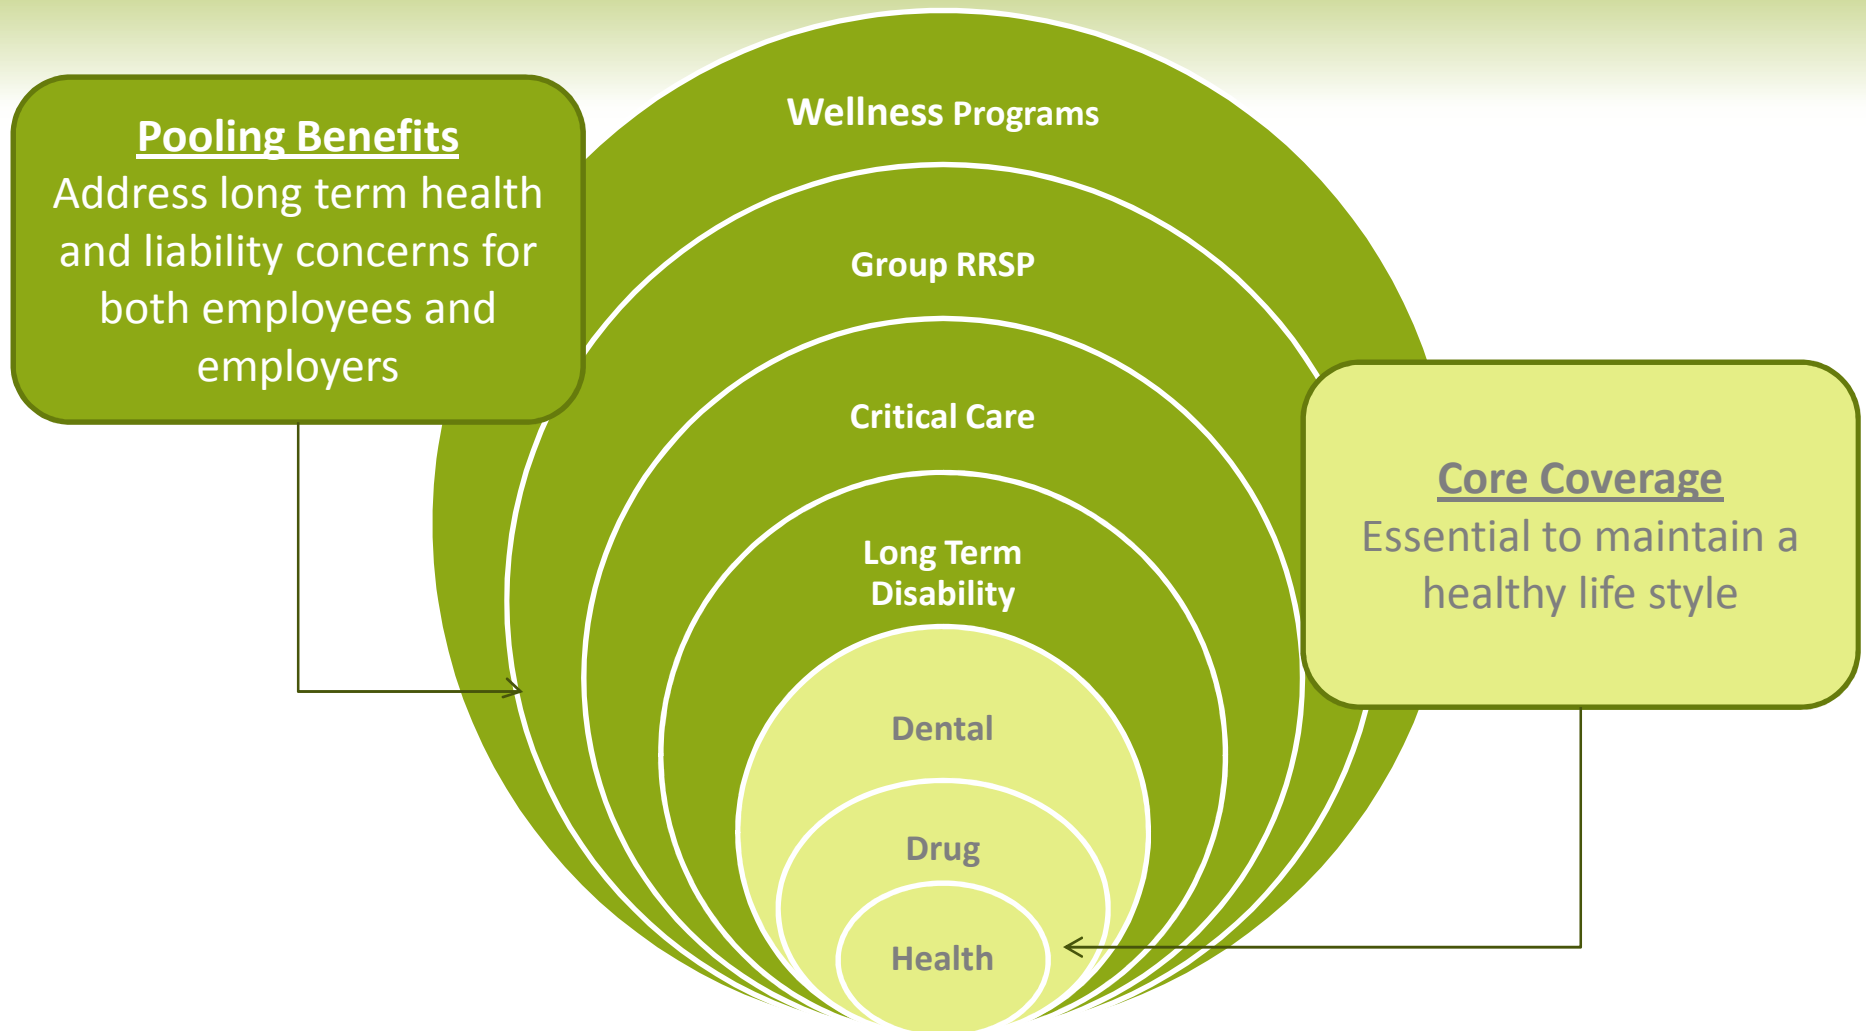 Pooling Benefits
Address long term health
and liability concerns for
both employees and
employers
Wellness Programs
Group RRSP
Critical Care
Long Term
Disability
Dental
Drug
Health
Core Coverage
Essential to maintain a
healthy life style